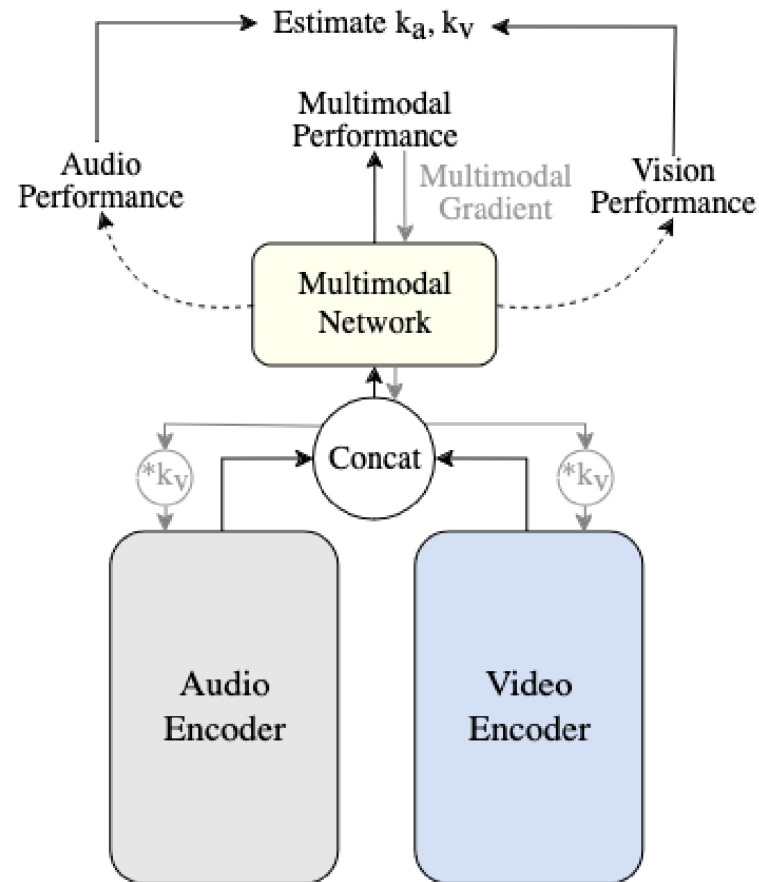 Estimate ka, kv
Multimodal
Performance
Audio
Performance
Multimodal
Gradient
Vision
Performance
Multimodal
Network
Concat
*kv
*kv
Audio
Encoder
Video
Encoder